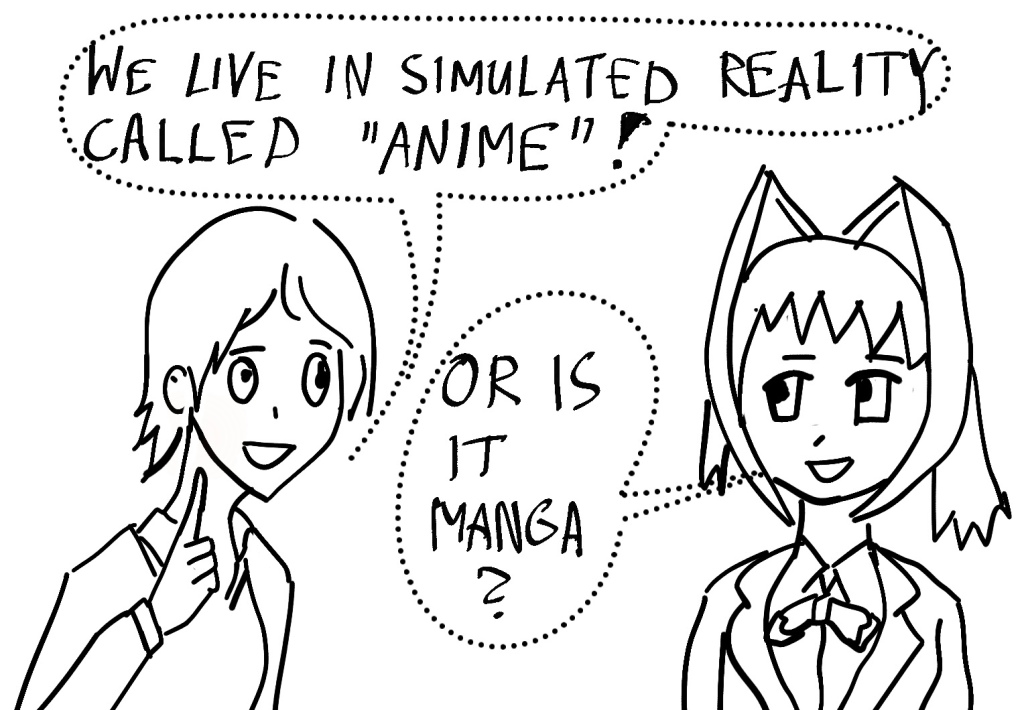 WE LIVE IN SIMULATED REALITY
CALLED "ANIME"!
OR IS
IT
MANGA
?